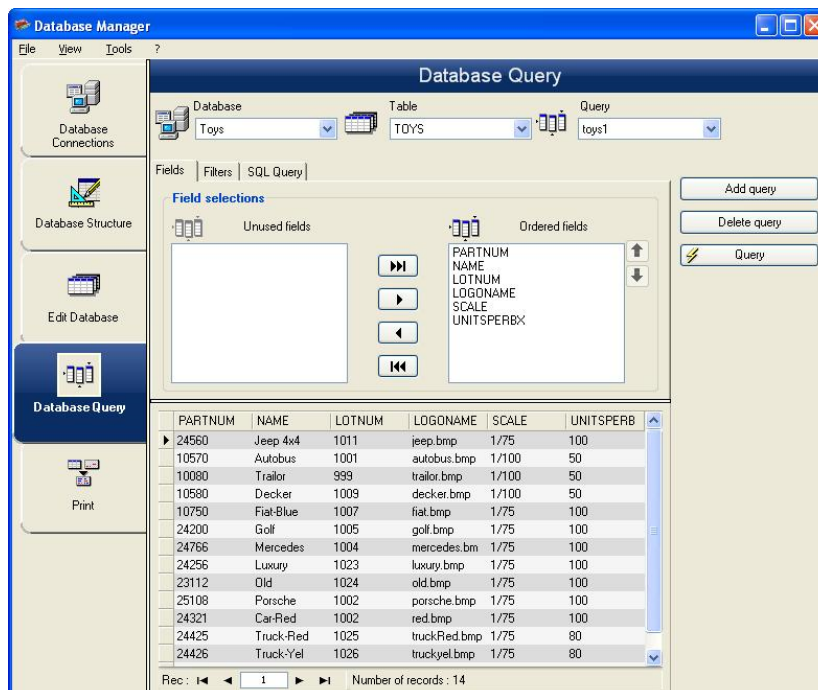 Database Manager
File View Tools ?
Database Query
Database
Connections
Database Structure
Edit Database
Database Query
Print
Database
Toys
Table
TOYS
Query
toys1
Fields Filters SQL Query
Field selections
Unused fields
Ordered fields
PARTNUM
NAME
LOTNUM
LOGONAME
SCALE
UNITSPERBX
Add query
Delete query
Query
PARTNUM NAME LOTNUM LOGONAME SCALE UNITSPERB
24560 Jeep 4x4 1011 jeep.bmp 1/75 100
10570 Autobus 1001 autobus.bmp 1/100 50
10080 Trailor 999 trailor.bmp 1/100 50
10580 Decker 1009 decker.bmp 1/100 50
10750 Fiat-Blue 1007 fiat.bmp 1/75 100
24200 Golf 1005 golf.bmp 1/75 100
24766 Mercedes 1004 mercedes.bm 1/75 100
24256 Luxury 1023 luxury.bmp 1/75 100
23112 Old 1024 old.bmp 1/75 100
25108 Porsche 1002 porsche.bmp 1/75 100
24321 Car-Red 1002 red.bmp 1/75 100
24425 Truck-Red 1025 truckRed.bmp 1/75 80
24426 Truck-Yel 1026 truckyel.bmp 1/75 80
Rec : 1 Number of records : 14